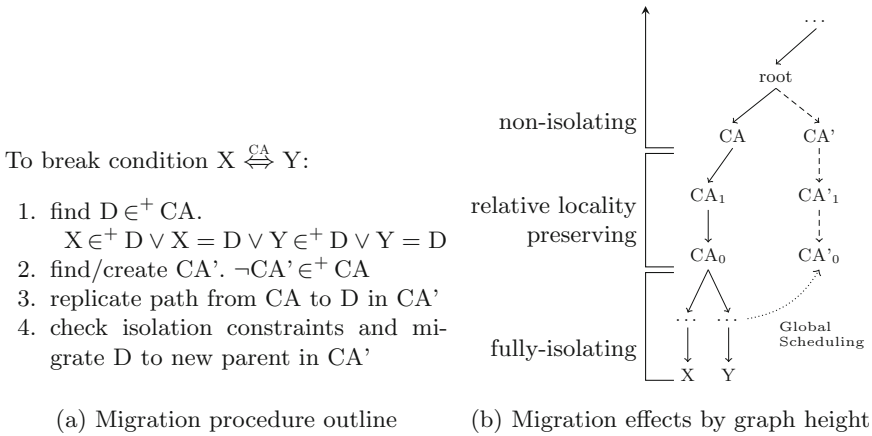 To break condition X ⇔^CA Y:
1. find D ∈⁺ CA.
X ∈⁺ D ∨ X = D ∨ Y ∈⁺ D ∨ Y = D
2. find/create CA'. ¬CA' ∈⁺ CA
3. replicate path from CA to D in CA'
4. check isolation constraints and mi-
grate D to new parent in CA'
(a) Migration procedure outline
...
root
non-isolating
CA CA'
relative locality
preserving
CA₁ CA'₁
CA₀ CA'₀
fully-isolating
... ...
Global
Scheduling
X Y
(b) Migration effects by graph height